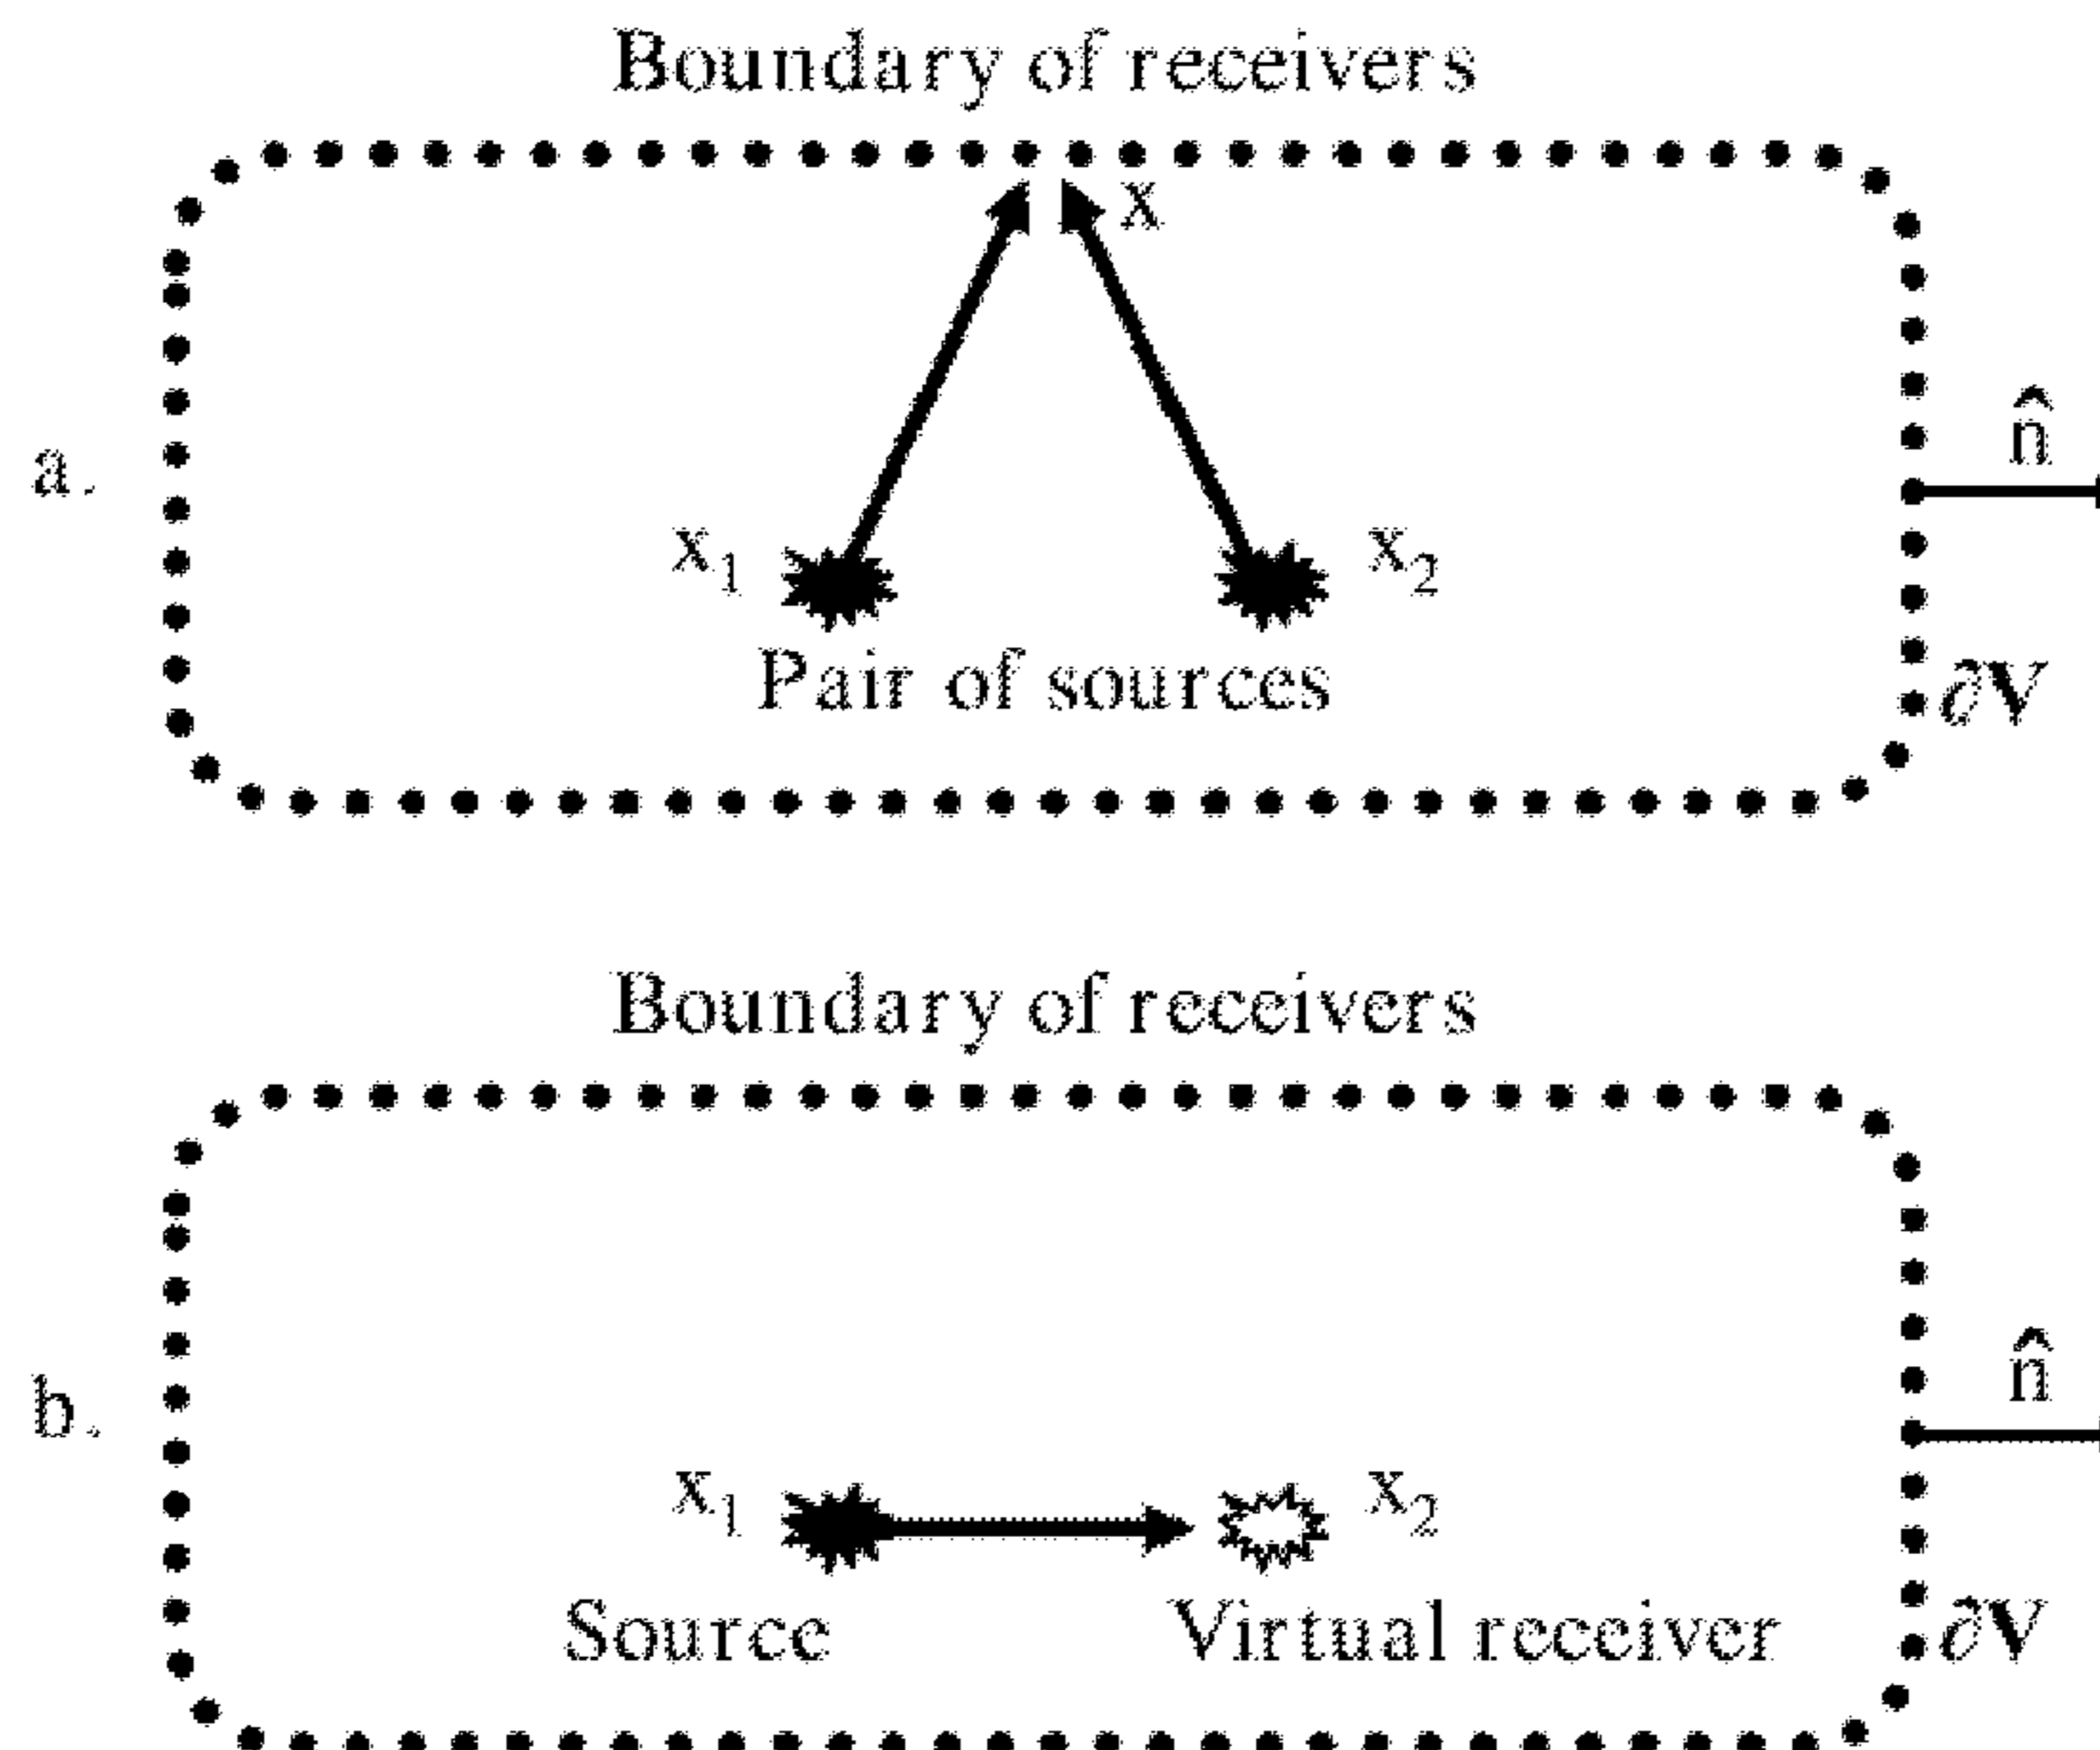 Boundary of receivers
x
a.
n̂
x₁
x₂
Pair of sources
∂V
Boundary of receivers
b.
n̂
x₁
x₂
Source
Virtual receiver
∂V